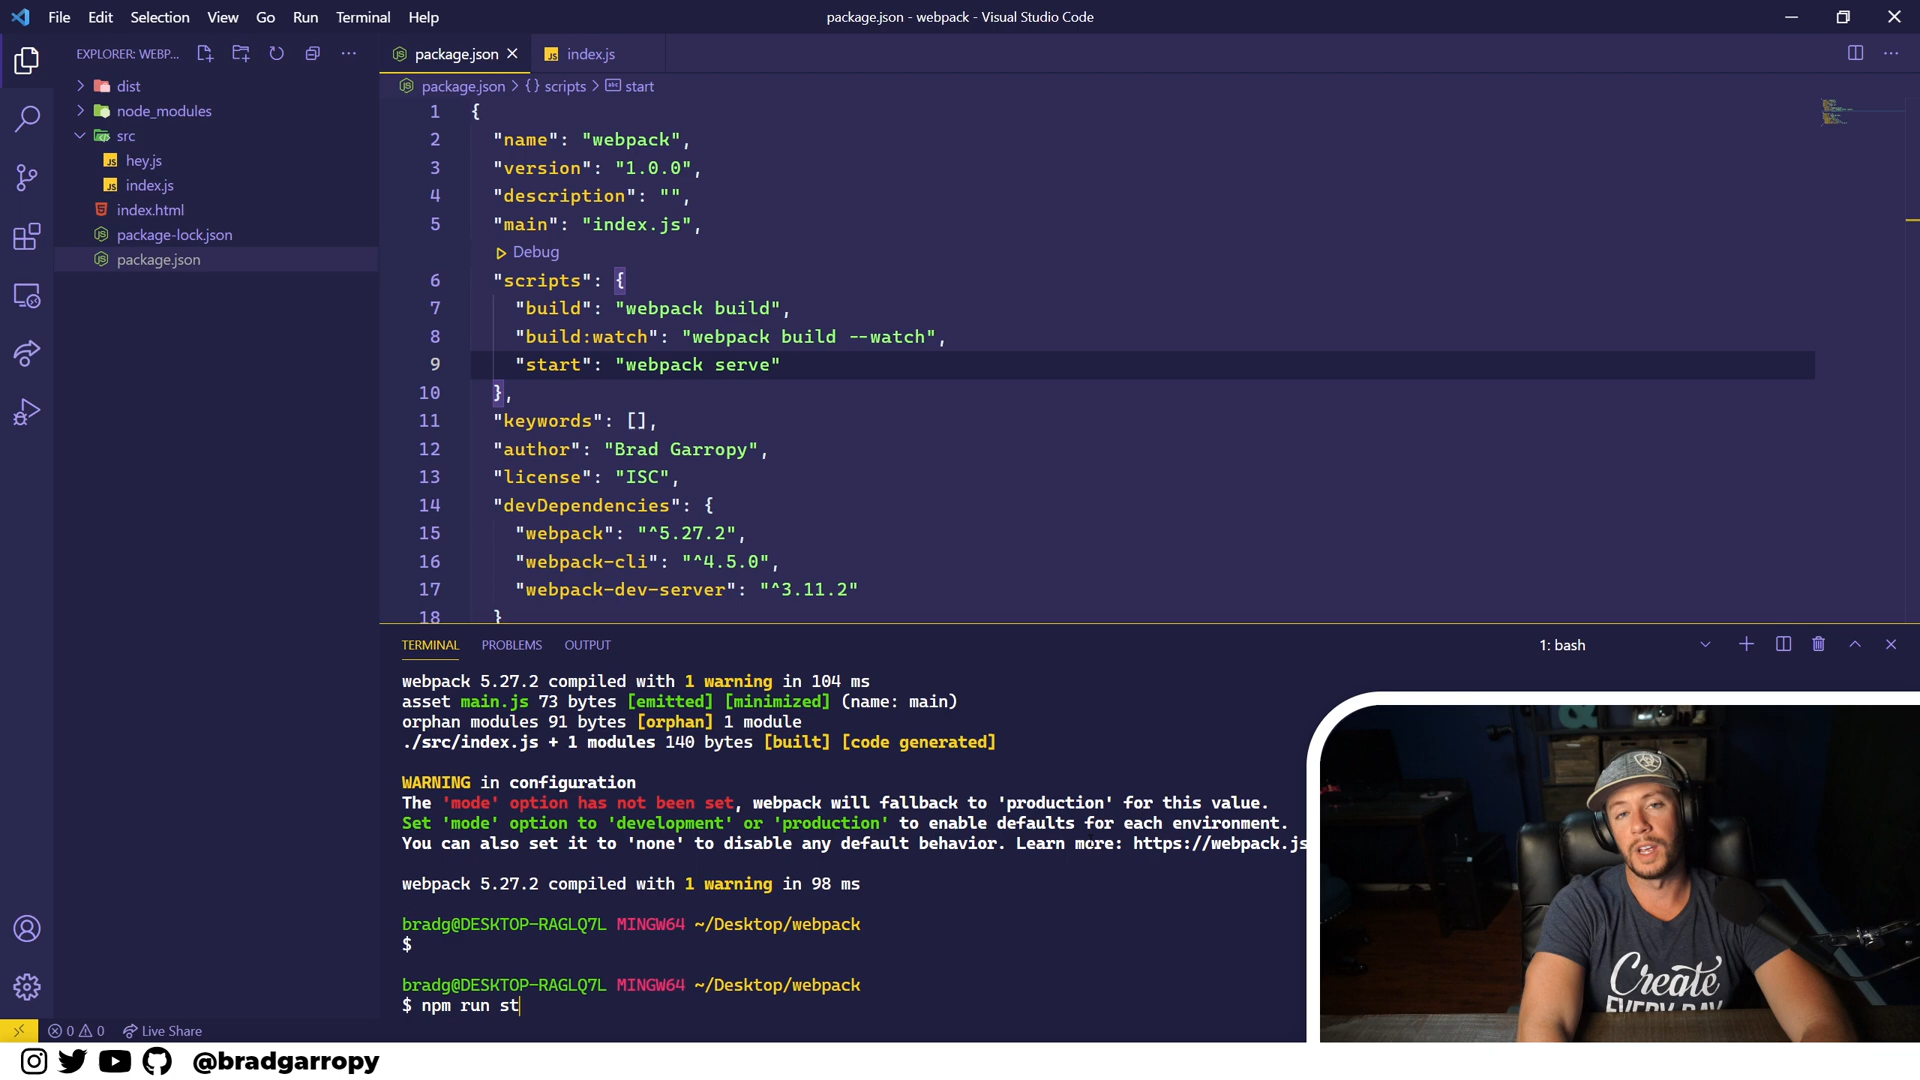 File Edit Selection View Go Run Terminal Help
package.json - webpack - Visual Studio Code
EXPLORER: WEBP...
dist
node_modules
src
hey.js
index.js
index.html
package-lock.json
package.json
package.json index.js
package.json > {} scripts > start
1 {
2 "name": "webpack",
3 "version": "1.0.0",
4 "description": "",
5 "main": "index.js",
Debug
6 "scripts": {
7 "build": "webpack build",
8 "build:watch": "webpack build --watch",
9 "start": "webpack serve"
10 },
11 "keywords": [],
12 "author": "Brad Garropy",
13 "license": "ISC",
14 "devDependencies": {
15 "webpack": "^5.27.2",
16 "webpack-cli": "^4.5.0",
17 "webpack-dev-server": "^3.11.2"
18 }
TERMINAL PROBLEMS OUTPUT
1: bash
webpack 5.27.2 compiled with 1 warning in 104 ms
asset main.js 73 bytes [emitted] [minimized] (name: main)
orphan modules 91 bytes [orphan] 1 module
./src/index.js + 1 modules 140 bytes [built] [code generated]
WARNING in configuration
The 'mode' option has not been set, webpack will fallback to 'production' for this value.
Set 'mode' option to 'development' or 'production' to enable defaults for each environment.
You can also set it to 'none' to disable any default behavior. Learn more: https://webpack.js
webpack 5.27.2 compiled with 1 warning in 98 ms
bradg@DESKTOP-RAGLQ7L MINGW64 ~/Desktop/webpack
$
bradg@DESKTOP-RAGLQ7L MINGW64 ~/Desktop/webpack
$ npm run st
Create
EVERY DAY
0 0 Live Share
@bradgarropy